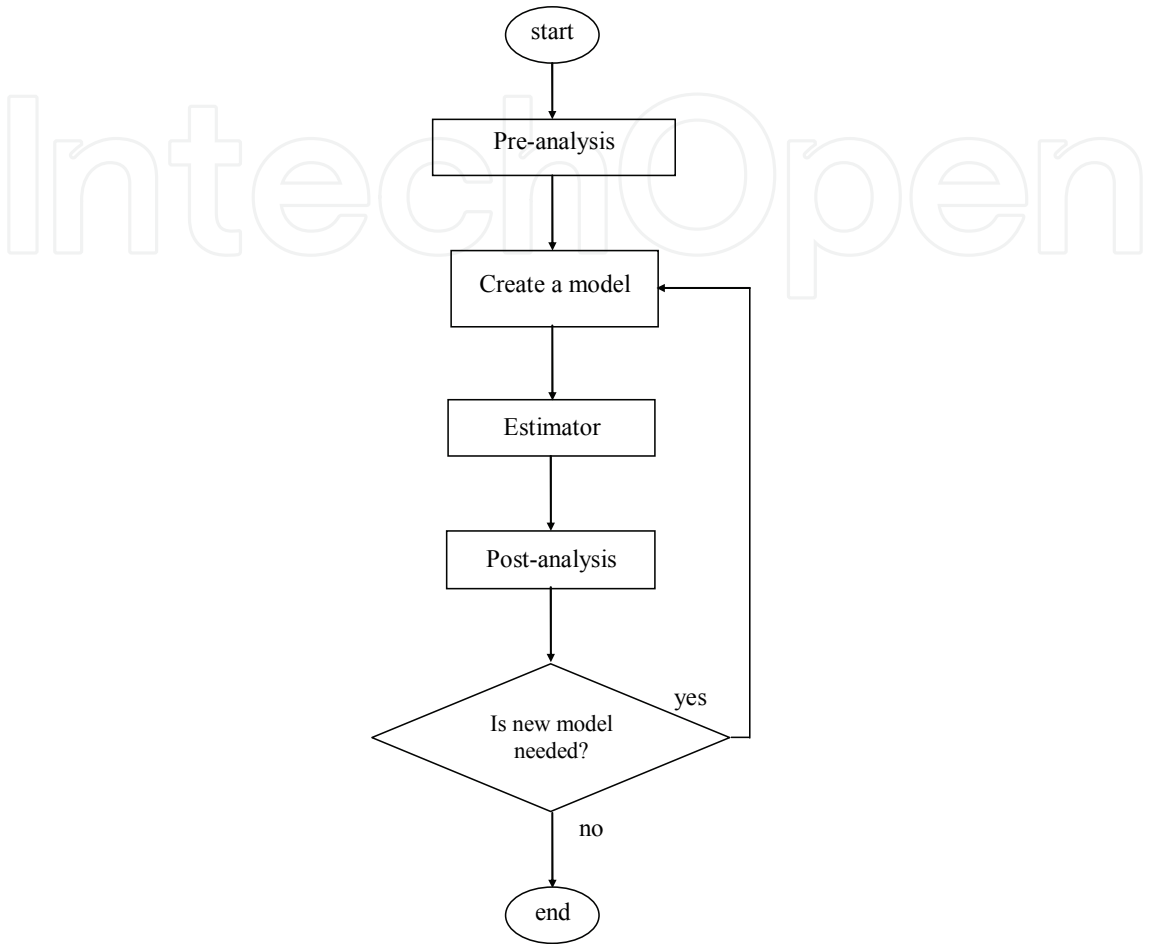 start
IntechOpen
Pre-analysis
Create a model
Estimator
Post-analysis
yes
Is new model
needed?
no
end